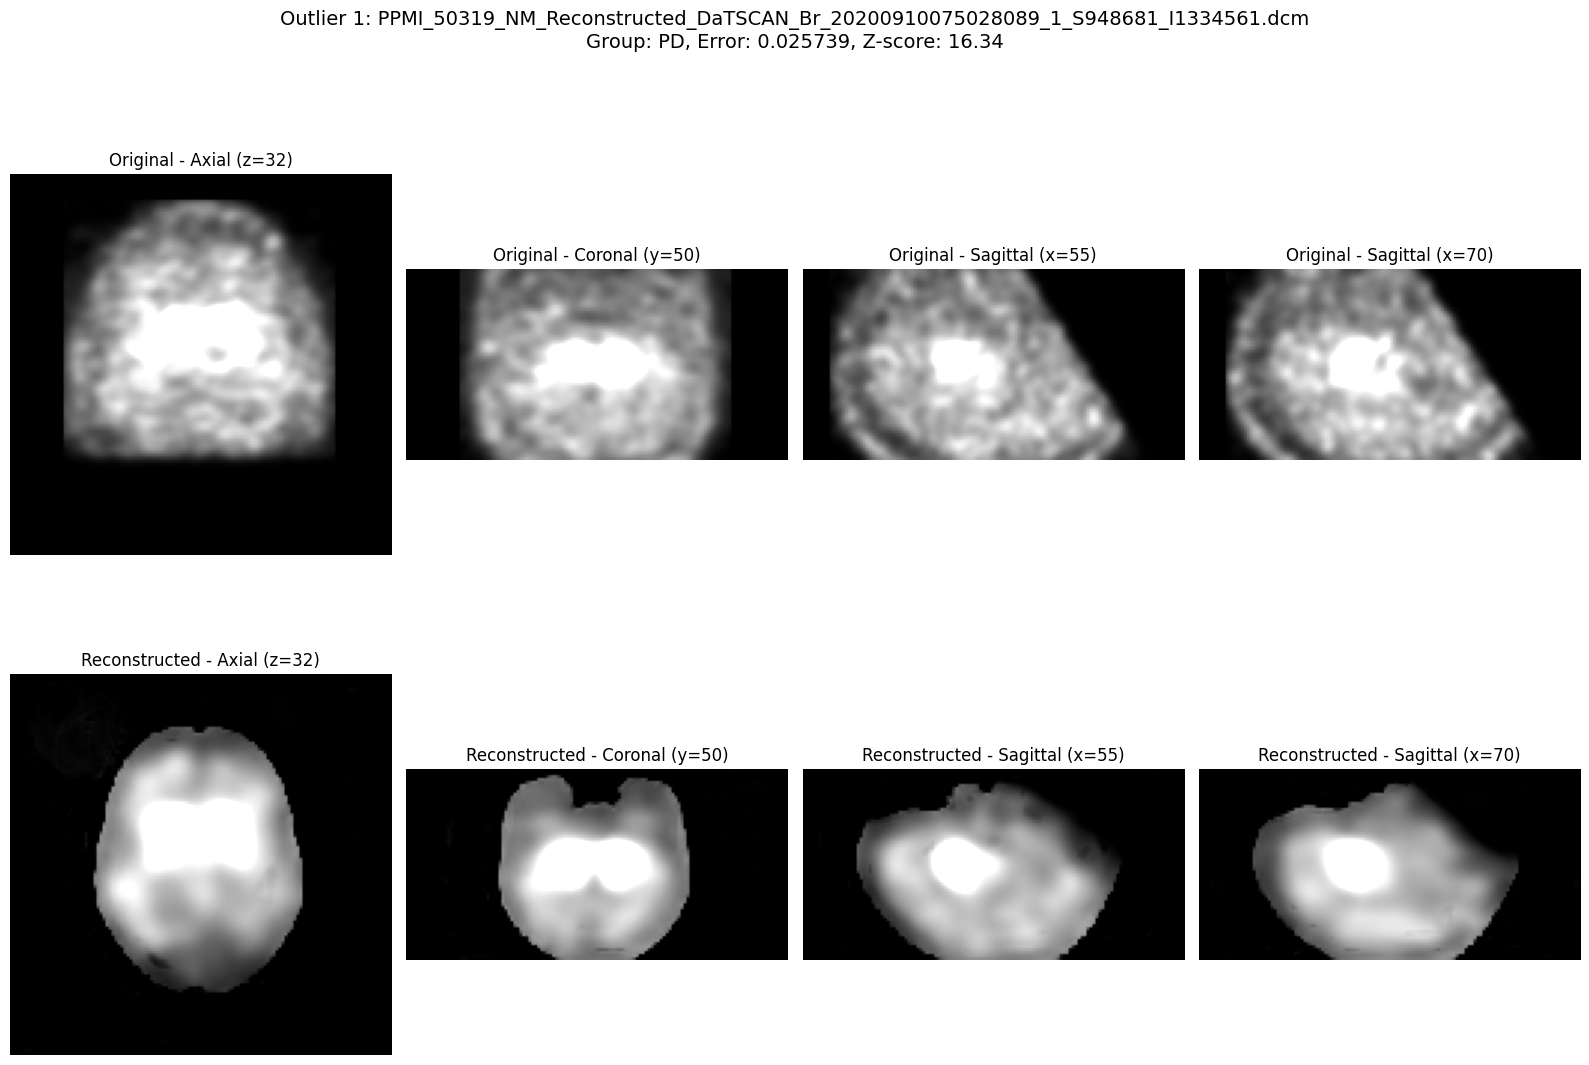 Outlier 1: PPMI_50319_NM_Reconstructed_DaTSCAN_Br_20200910075028089_1_S948681_I1334561.dcm
Group: PD, Error: 0.025739, Z-score: 16.34
Original - Axial (z=32)
Original - Coronal (y=50)
Original - Sagittal (x=55)
Original - Sagittal (x=70)
Reconstructed - Axial (z=32)
Reconstructed - Coronal (y=50)
Reconstructed - Sagittal (x=55)
Reconstructed - Sagittal (x=70)